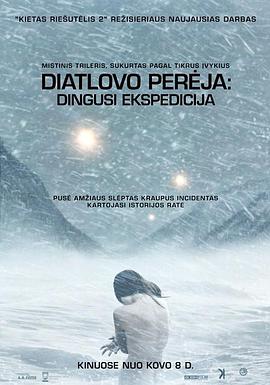 "KIETAS RIEŠUTĖLIS 2" REŽISIERIAUS NAUJAUSIAS DARBAS
MISTINIS TRILERIS, SUKURTAS PAGAL TIKRUS ĮVYKIUS
DIATLOVO PERĖJA:
DINGUSI EKSPEDICIJA
PUSĖ AMŽIAUS SLĖPTAS KRAUPUS INCIDENTAS
KARTOJASI ISTORIJOS RATE
KINUOSE NUO KOVO 8 D.